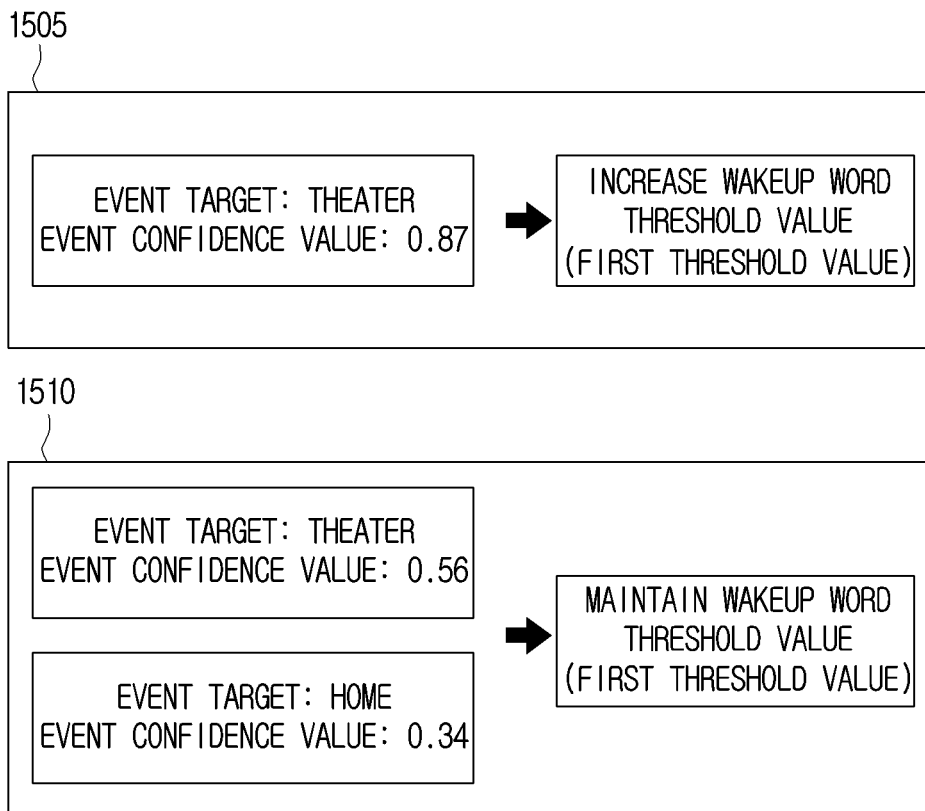 1505
EVENT TARGET: THEATER
EVENT CONFIDENCE VALUE: 0.87
INCREASE WAKEUP WORD
THRESHOLD VALUE
(FIRST THRESHOLD VALUE)
1510
EVENT TARGET: THEATER
EVENT CONFIDENCE VALUE: 0.56
EVENT TARGET: HOME
EVENT CONFIDENCE VALUE: 0.34
MAINTAIN WAKEUP WORD
THRESHOLD VALUE
(FIRST THRESHOLD VALUE)